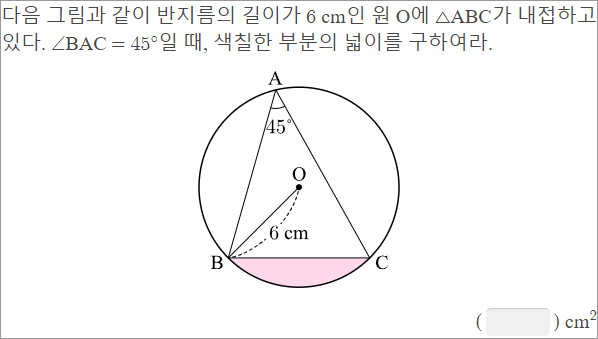 다음 그림과 같이 반지름의 길이가 6 cm인 원 O에 △ABC가 내접하고
있다. ∠BAC = 45°일 때, 색칠한 부분의 넓이를 구하여라.
A
45°
O
6 cm
B
C
( ) cm²